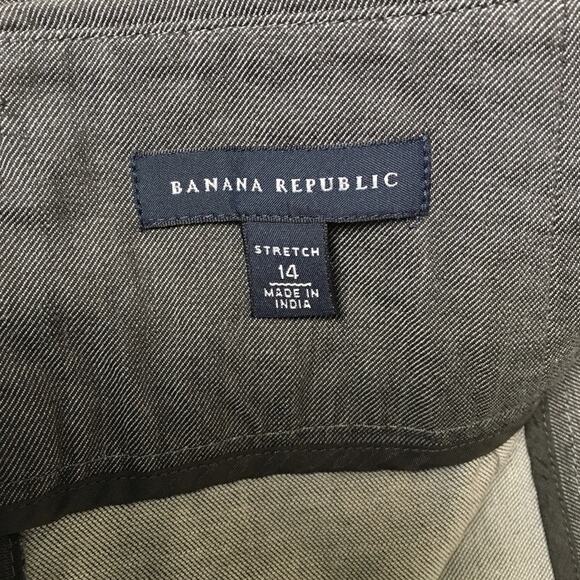 BANANA REPUBLIC
STRETCH
14
MADE IN
INDIA